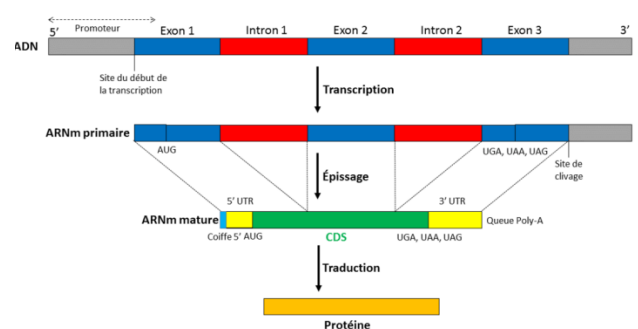 Promoteur
5’ Exon 1 Intron 1 Exon 2 Intron 2 Exon 3 3’
ADN
Site du début de
la transcription
Transcription
ARNm primaire
AUG
UGA, UAA, UAG
Site de
clivage
Épissage
5’ UTR 3’ UTR
ARNm mature
Queue Poly-A
Coiffe 5’ AUG CDS UGA, UAA, UAG
Traduction
Protéine